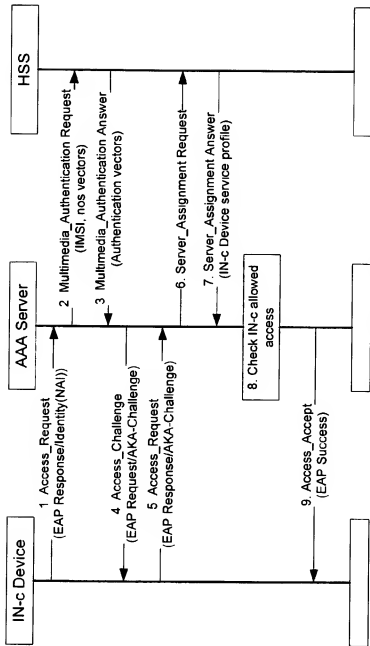 IN-c Device
AAA Server
HSS
1 Access_Request
(EAP Response/Identity(NAI))
2 Multimedia_Authentication Request
(IMSI, nos vectors)
3 Multimedia_Authentication Answer
(Authentication vectors)
4 Access_Challenge
(EAP Request/AKA-Challenge)
5 Access_Request
(EAP Response/AKA-Challenge)
6. Server_Assignment Request
7. Server_Assignment Answer
(IN-c Device service profile)
8. Check IN-c allowed
access
9. Access_Accept
(EAP Success)